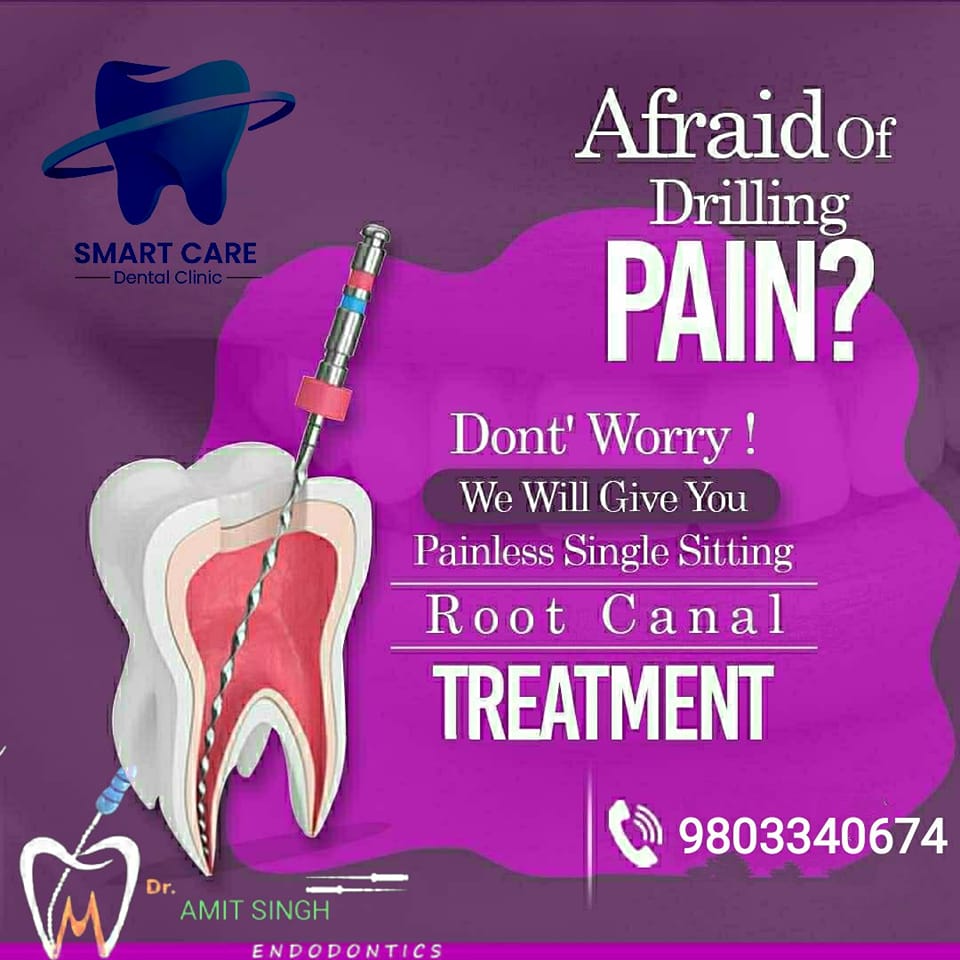 SMART CARE
Dental Clinic
Afraid Of
Drilling
PAIN?
Dont' Worry !
We Will Give You
Painless Single Sitting
Root Canal
TREATMENT
9803340674
M
Dr.
AMIT SINGH
ENDODONTICS